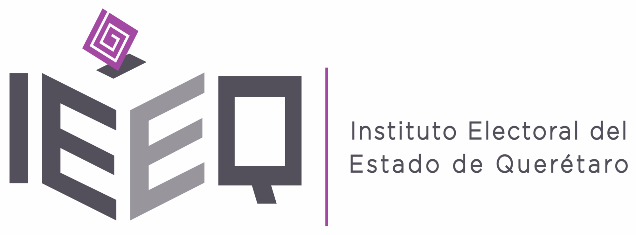 IEEQ
Instituto Electoral del
Estado de Querétaro